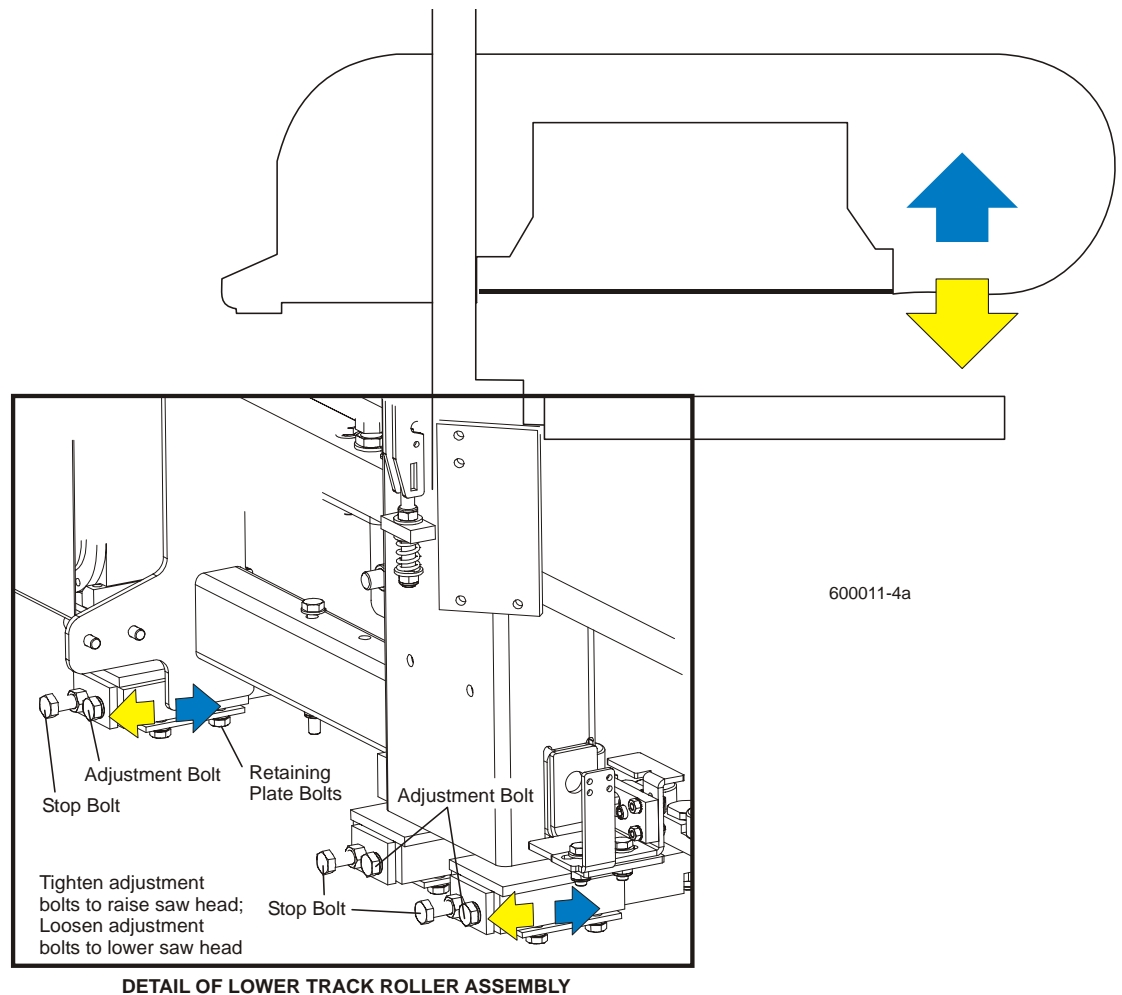 600011-4a
Adjustment Bolt
Stop Bolt
Retaining
Plate Bolts
Adjustment Bolt
Stop Bolt
Tighten adjustment
bolts to raise saw head;
Loosen adjustment
bolts to lower saw head
DETAIL OF LOWER TRACK ROLLER ASSEMBLY